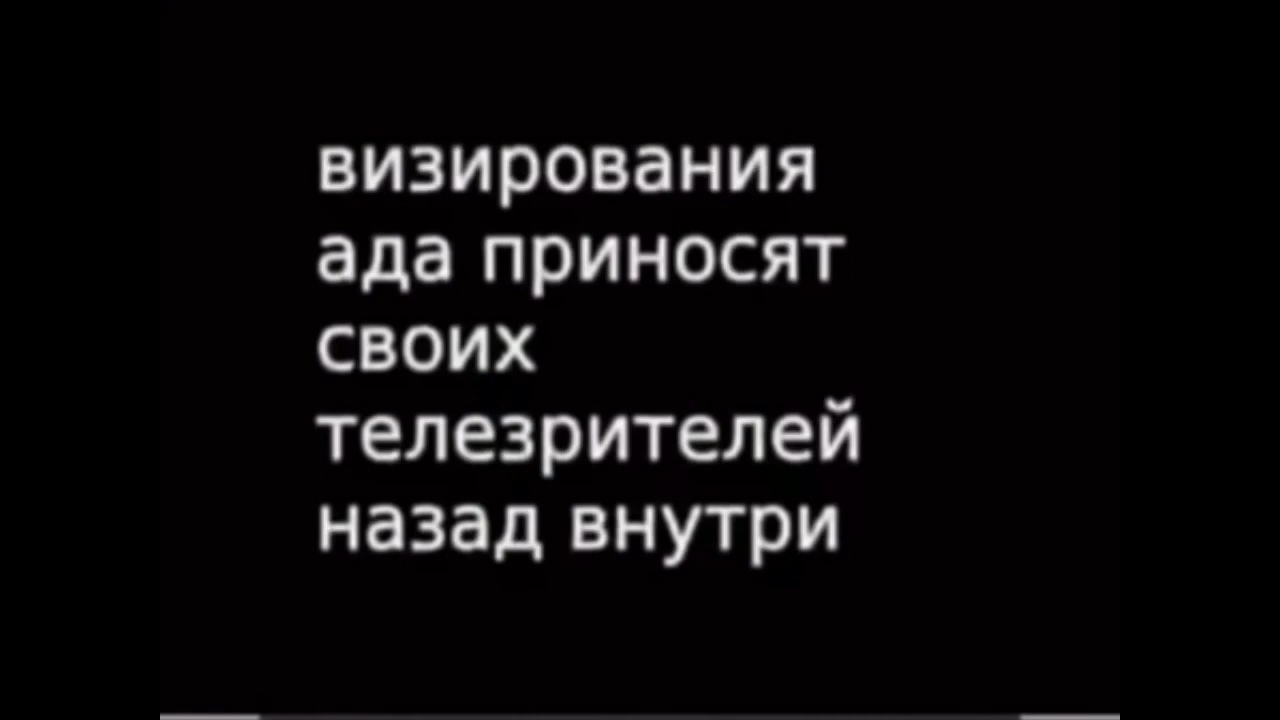 визирования
ада приносят
своих
телезрителей
назад внутри